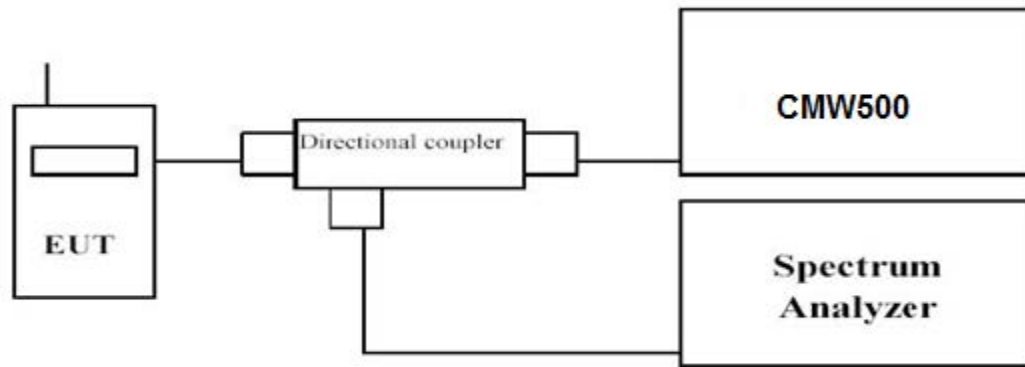 CMW500
Directional coupler
EUT
Spectrum
Analyzer